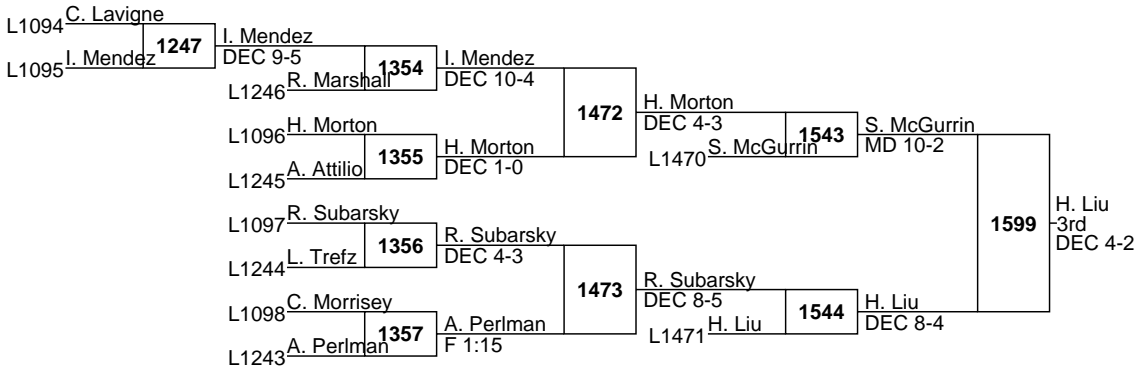 L1094 C. Lavigne
L1095 I. Mendez
1247
I. Mendez
DEC 9-5
L1246 R. Marshall
1354
I. Mendez
DEC 10-4
L1096 H. Morton
L1245 A. Attilio
1355
H. Morton
DEC 1-0
1472
H. Morton
DEC 4-3
L1470 S. McGurrin
1543
S. McGurrin
MD 10-2
L1097 R. Subarsky
L1244 L. Trefz
1356
R. Subarsky
DEC 4-3
L1098 C. Morrisey
L1243 A. Perlman
1357
A. Perlman
F 1:15
1473
R. Subarsky
DEC 8-5
L1471 H. Liu
1544
H. Liu
DEC 8-4
1599
H. Liu
3rd
DEC 4-2